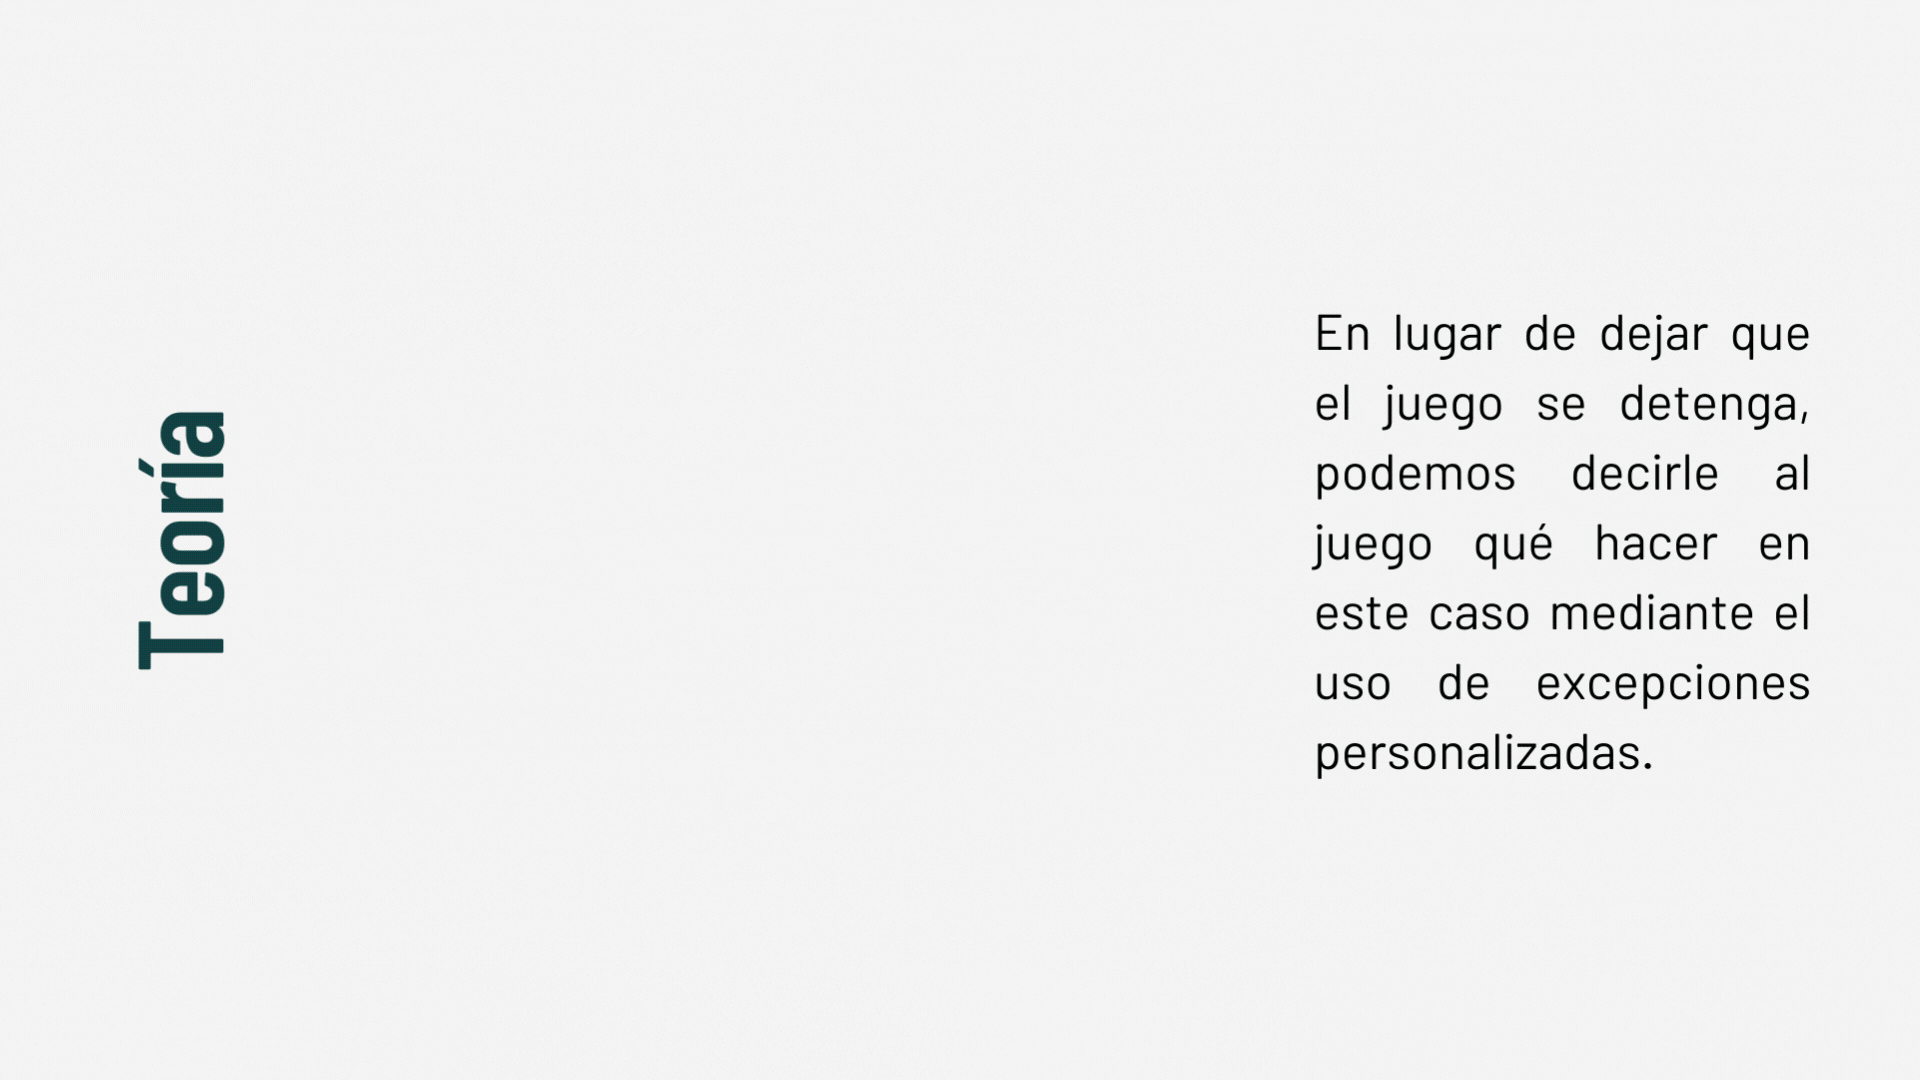 Teoría
En lugar de dejar que
el juego se detenga,
podemos decirle al
juego qué hacer en
este caso mediante el
uso de excepciones
personalizadas.